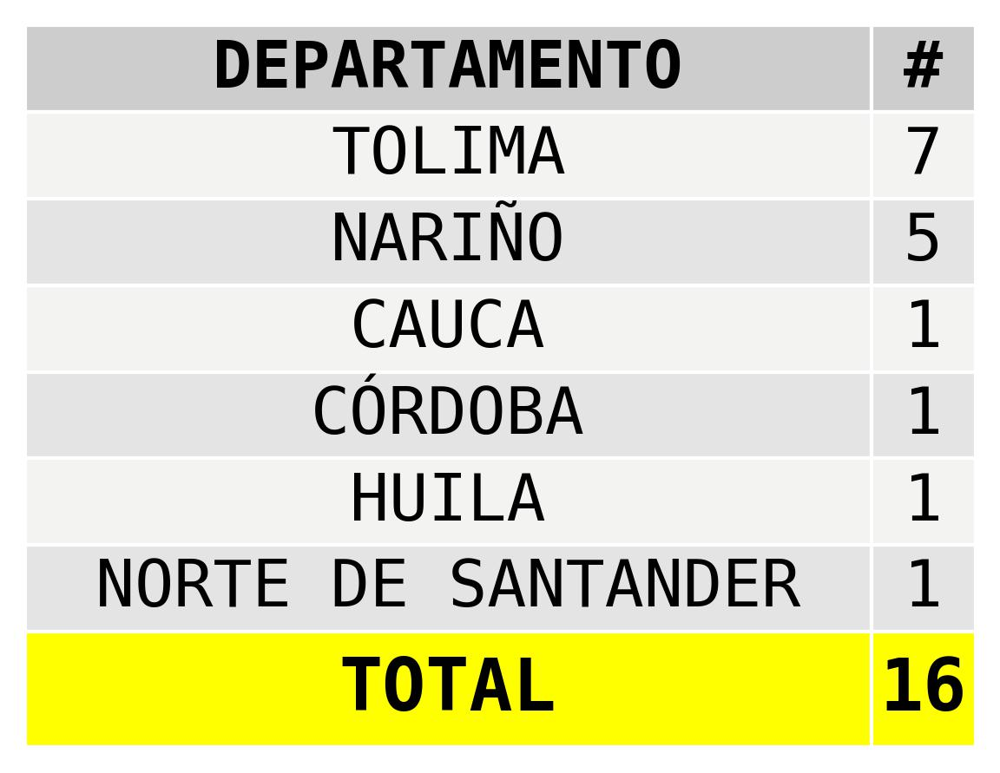 DEPARTAMENTO #
TOLIMA 7
NARIÑO 5
CAUCA 1
CÓRDOBA 1
HUILA 1
NORTE DE SANTANDER 1
TOTAL 16